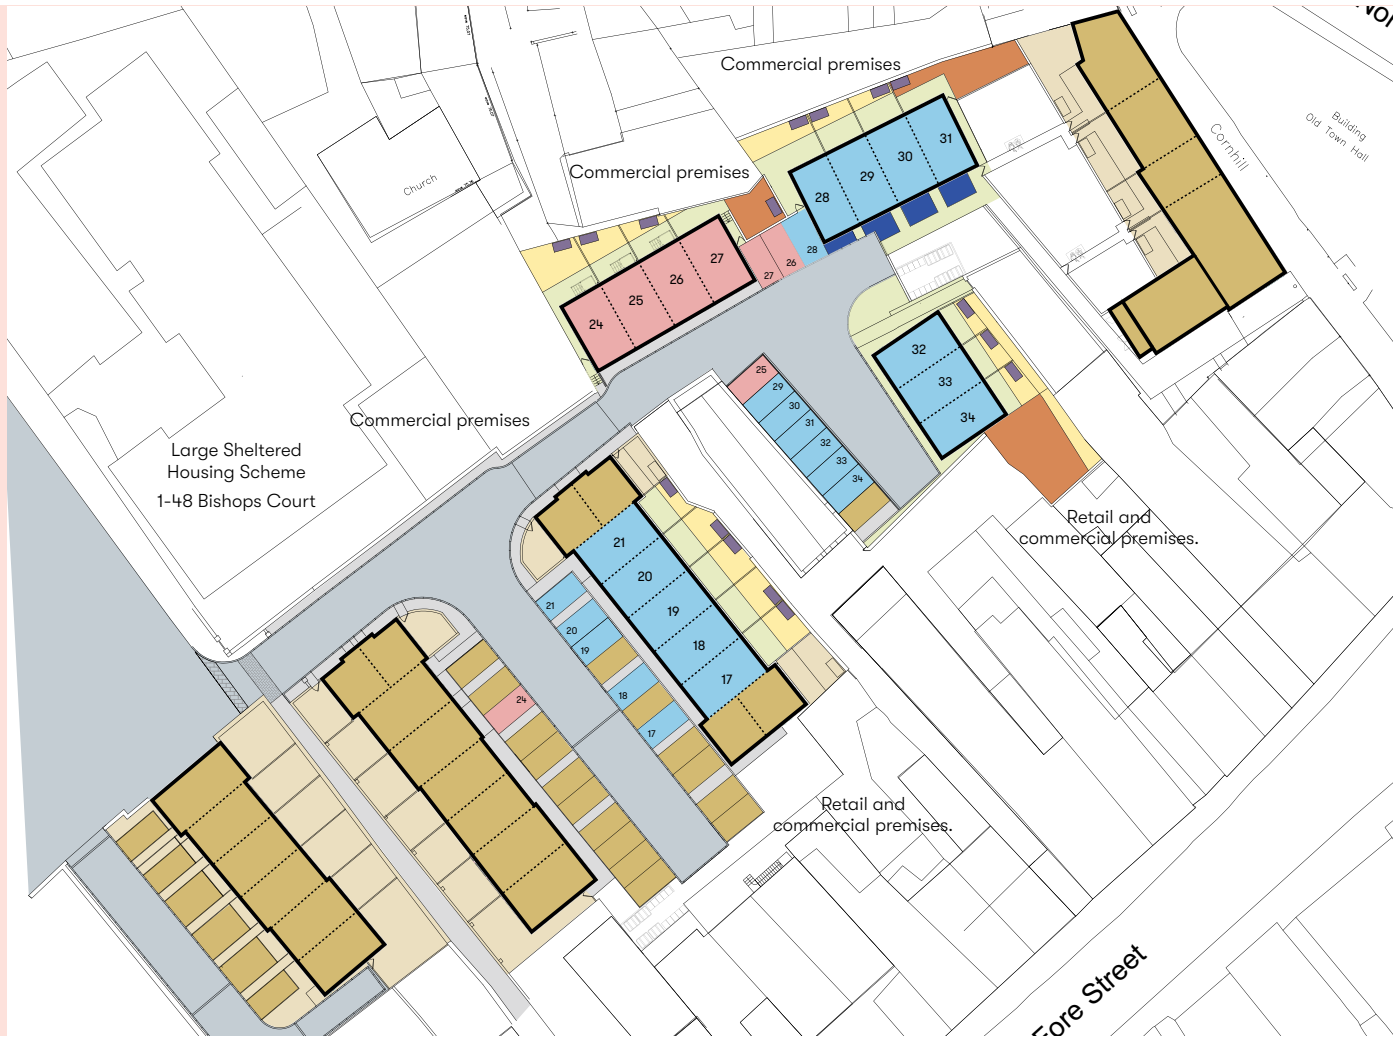 Commercial premises
Cornhill
Building
Old Town Hall
Church
Commercial premises
31
30
29
28
28
27
26
27
26
25
24
32
33
34
25
29
30
31
32
33
34
Commercial premises
Large Sheltered
Housing Scheme
1-48 Bishops Court
Retail and
commercial premises.
21
20
19
18
17
21
20
19
18
17
24
Retail and
commercial premises.
Fore Street